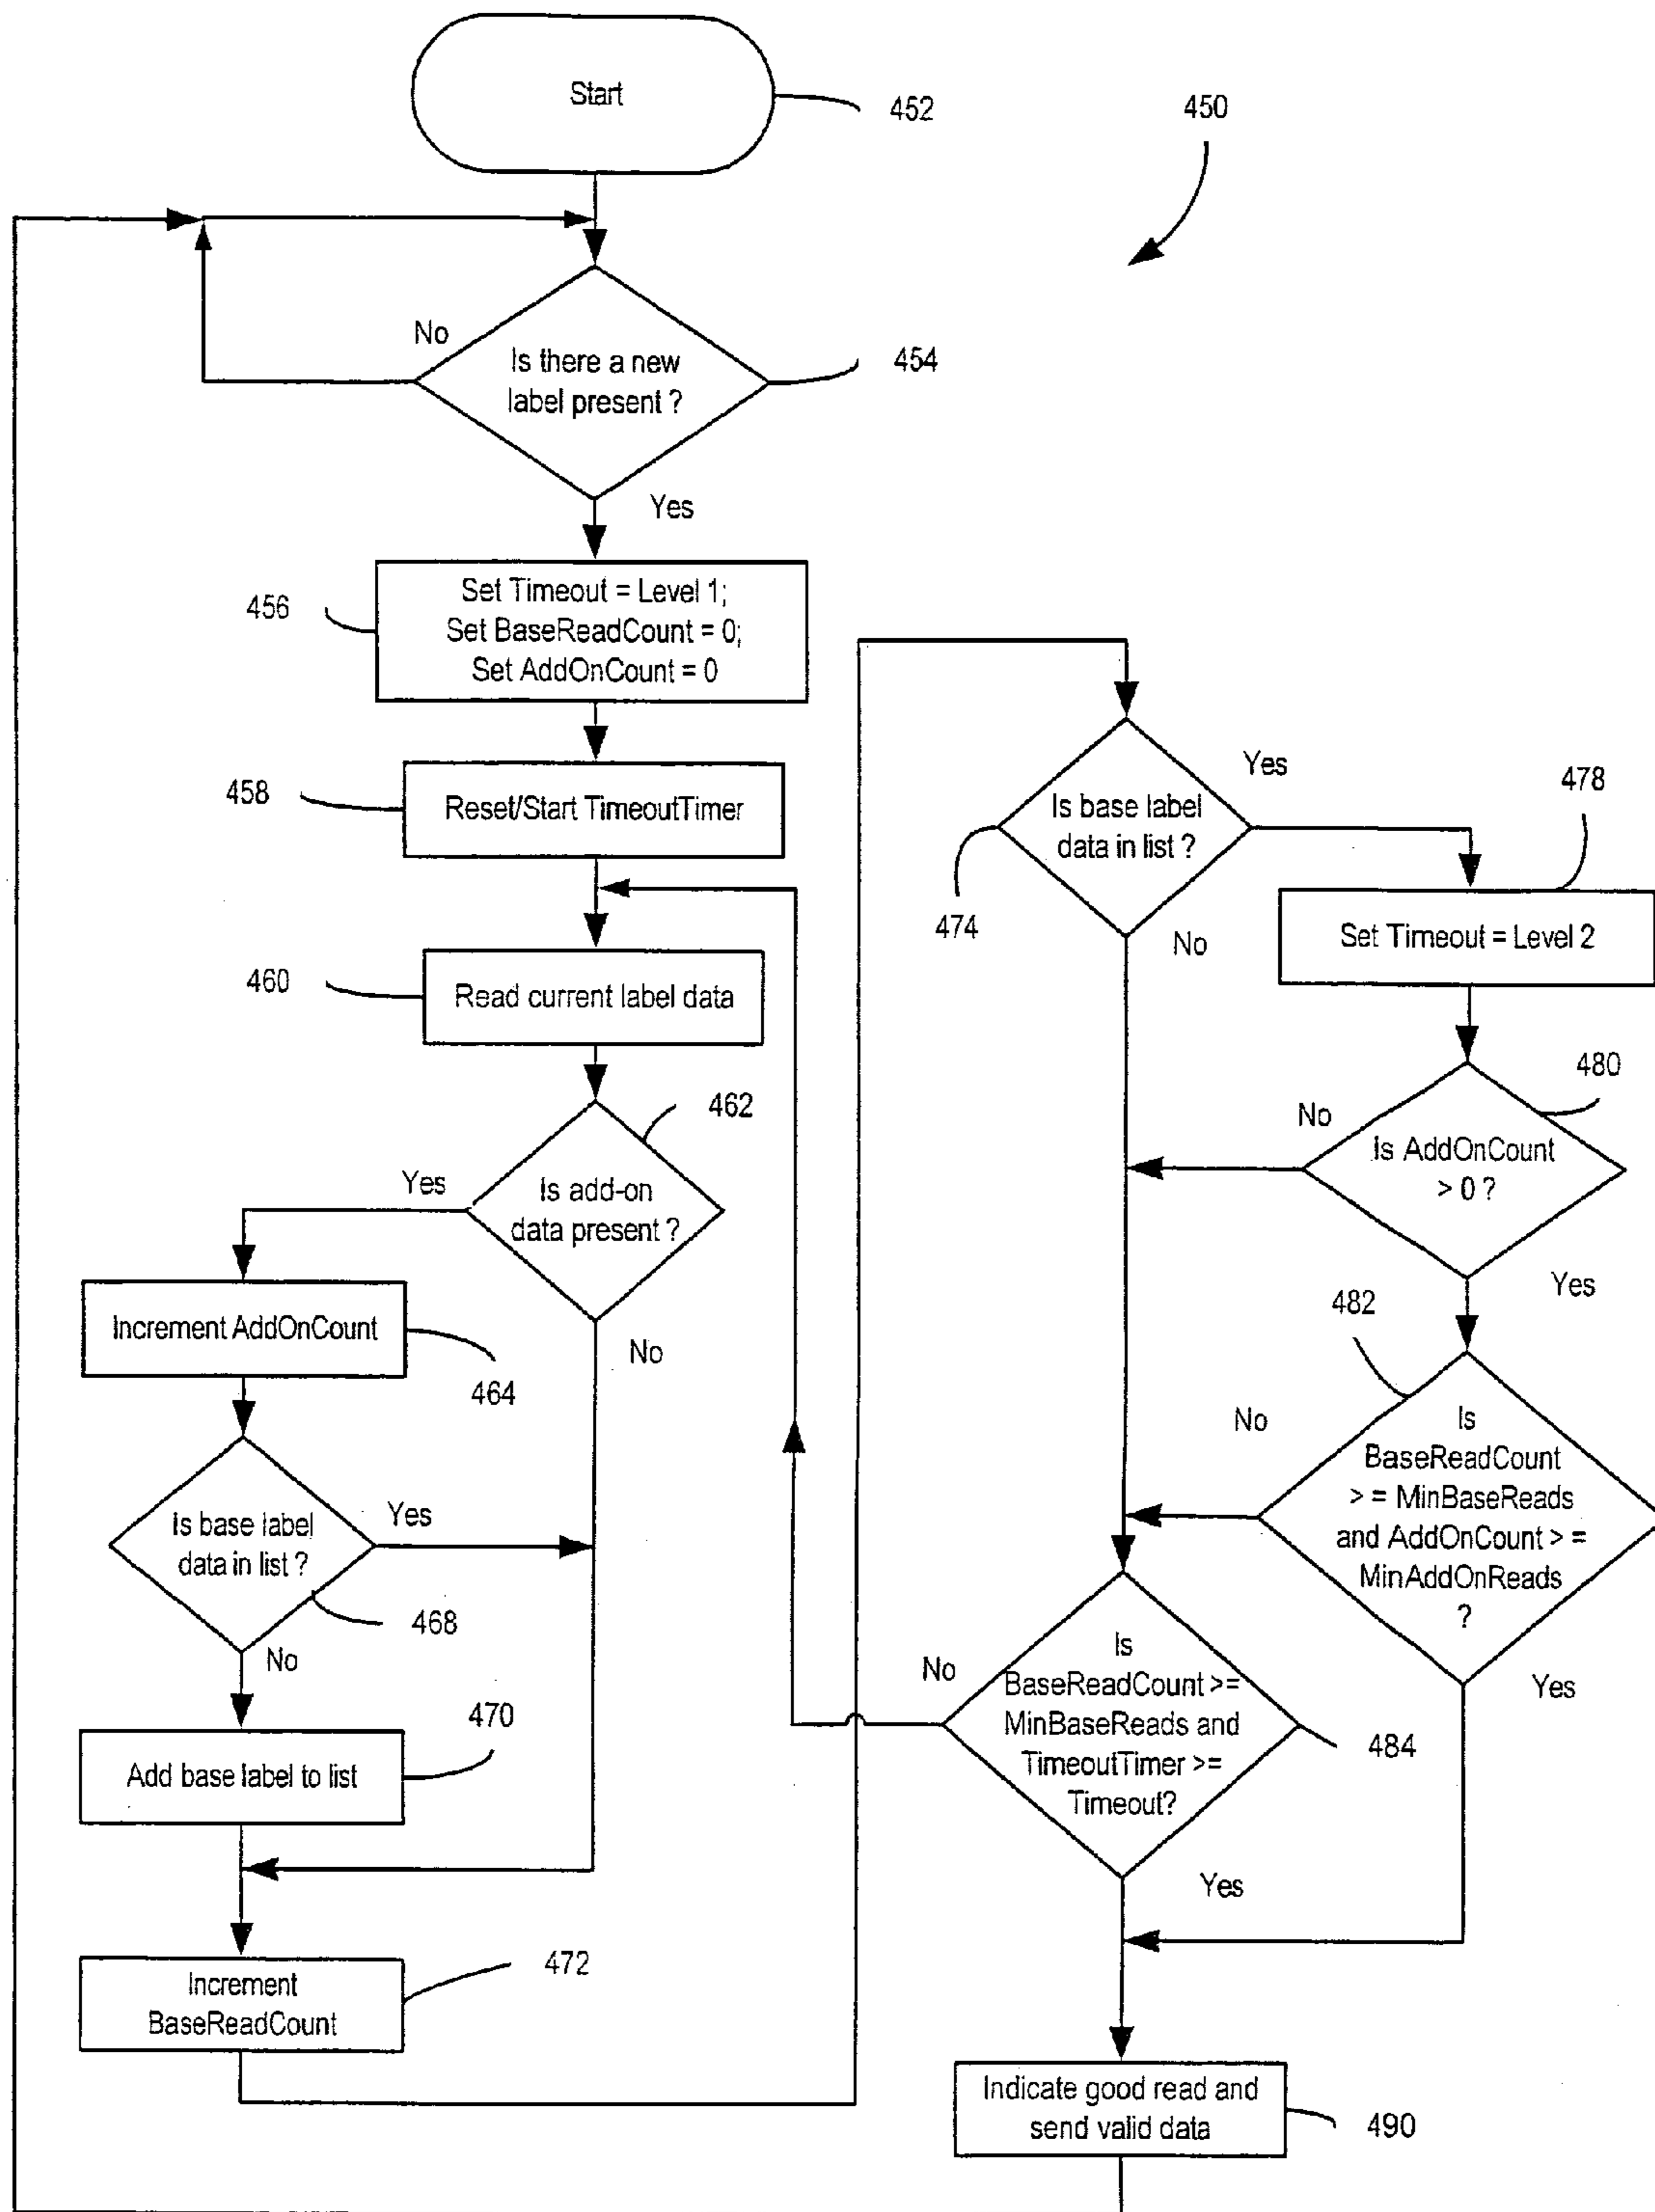 Start
452
450
No
Is there a new
label present ?
454
Yes
Set Timeout = Level 1;
Set BaseReadCount = 0;
Set AddOnCount = 0
456
458
Reset/Start TimeoutTimer
460
Read current label data
462
Yes
Is add-on
data present ?
No
Increment AddOnCount
464
Is base label
data in list ?
Yes
468
No
470
Add base label to list
472
Increment
BaseReadCount
Is base label
data in list ?
Yes
474
No
478
Set Timeout = Level 2
480
No
Is AddOnCount
> 0 ?
Yes
482
No
Is
BaseReadCount
> = MinBaseReads
and AddOnCount > =
MinAddOnReads
?
Yes
No
Is
BaseReadCount >=
MinBaseReads and
TimeoutTimer >=
Timeout?
484
Yes
Indicate good read and
send valid data
490